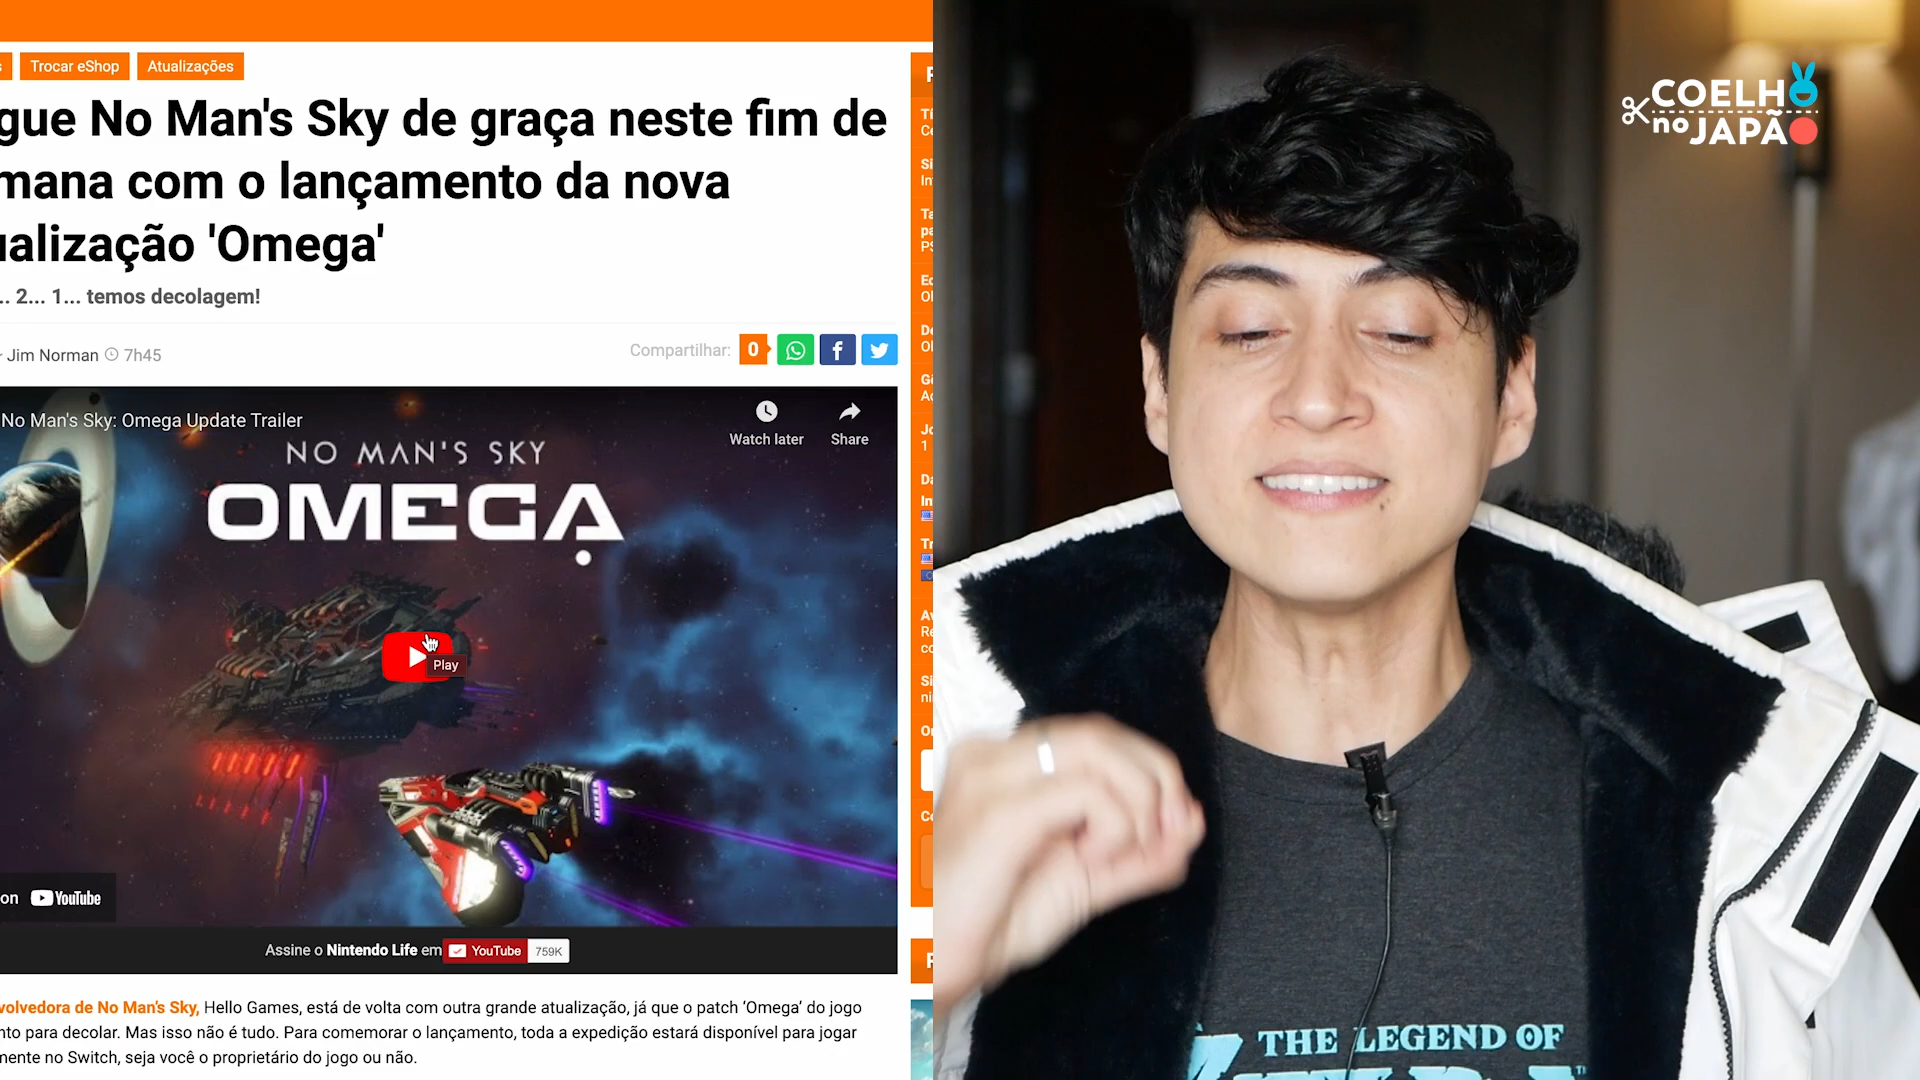 Trocar eShop
Atualizações
gue No Man's Sky de graça neste fim de
mana com o lançamento da nova
ualização 'Omega'
.. 2... 1... temos decolagem!
Jim Norman 7h45
Compartilhar: 0
No Man's Sky: Omega Update Trailer
Watch later
Share
NO MAN'S SKY
OMEGA
Play
on YouTube
Assine o Nintendo Life em YouTube 759K
volvedora de No Man's Sky, Hello Games, está de volta com outra grande atualização, já que o patch ‘Omega’ do jogo
nto para decolar. Mas isso não é tudo. Para comemorar o lançamento, toda a expedição estará disponível para jogar
mente no Switch, seja você o proprietário do jogo ou não.
COELHO
no JAPÃO
THE LEGEND OF